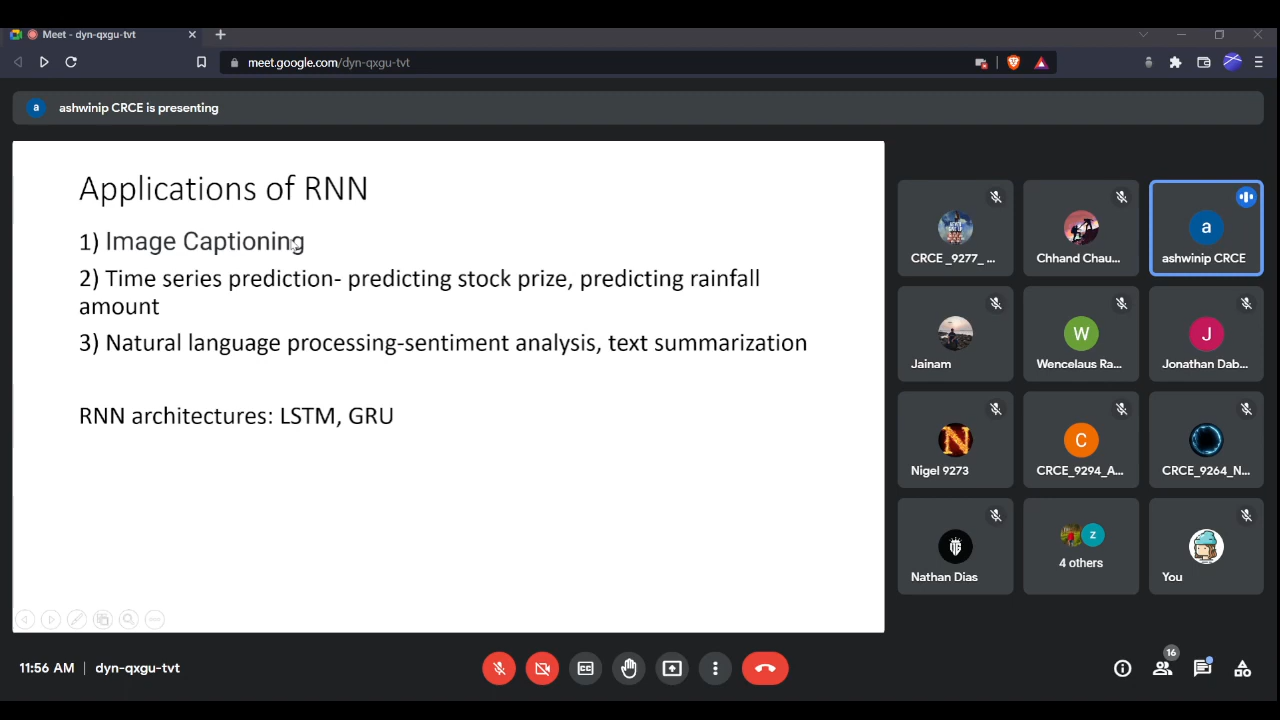 Meet - dyn-qxgu-tvt
meet.google.com/dyn-qxgu-tvt
a
ashwinip CRCE is presenting
Applications of RNN
1) Image Captioning
2) Time series prediction- predicting stock prize, predicting rainfall
amount
3) Natural language processing-sentiment analysis, text summarization
RNN architectures: LSTM, GRU
CRCE _9277_ ...
Chhand Chau...
a
ashwinip CRCE
Jainam
W
Wencelaus Ra...
J
Jonathan Dab...
N
Nigel 9273
C
CRCE_9294_A...
CRCE_9264_N...
Nathan Dias
z
4 others
You
11:56 AM
dyn-qxgu-tvt
16